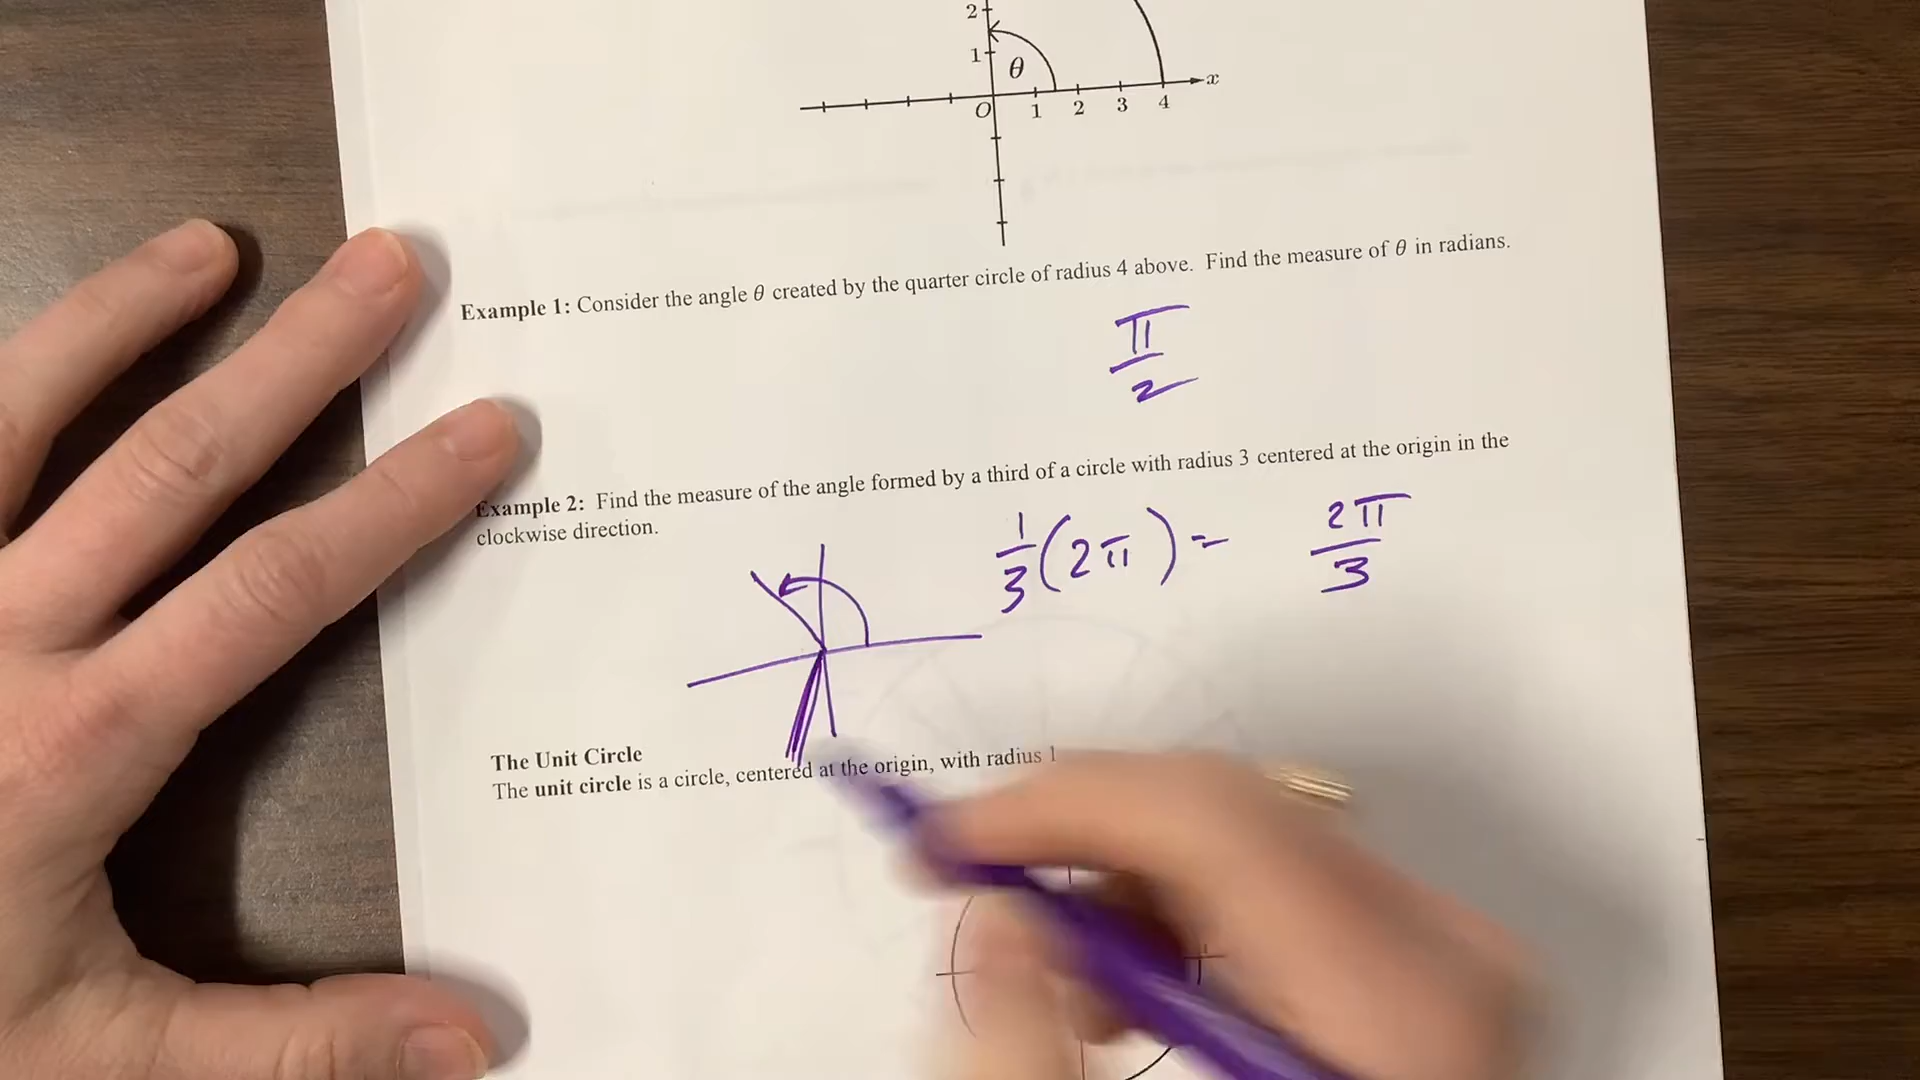 2
1
θ
x
O 1 2 3 4
Example 1: Consider the angle θ created by the quarter circle of radius 4 above. Find the measure of θ in radians.
π/2
Example 2: Find the measure of the angle formed by a third of a circle with radius 3 centered at the origin in the
clockwise direction.
1/3 (2π) = 2π/3
The Unit Circle
The unit circle is a circle, centered at the origin, with radius 1